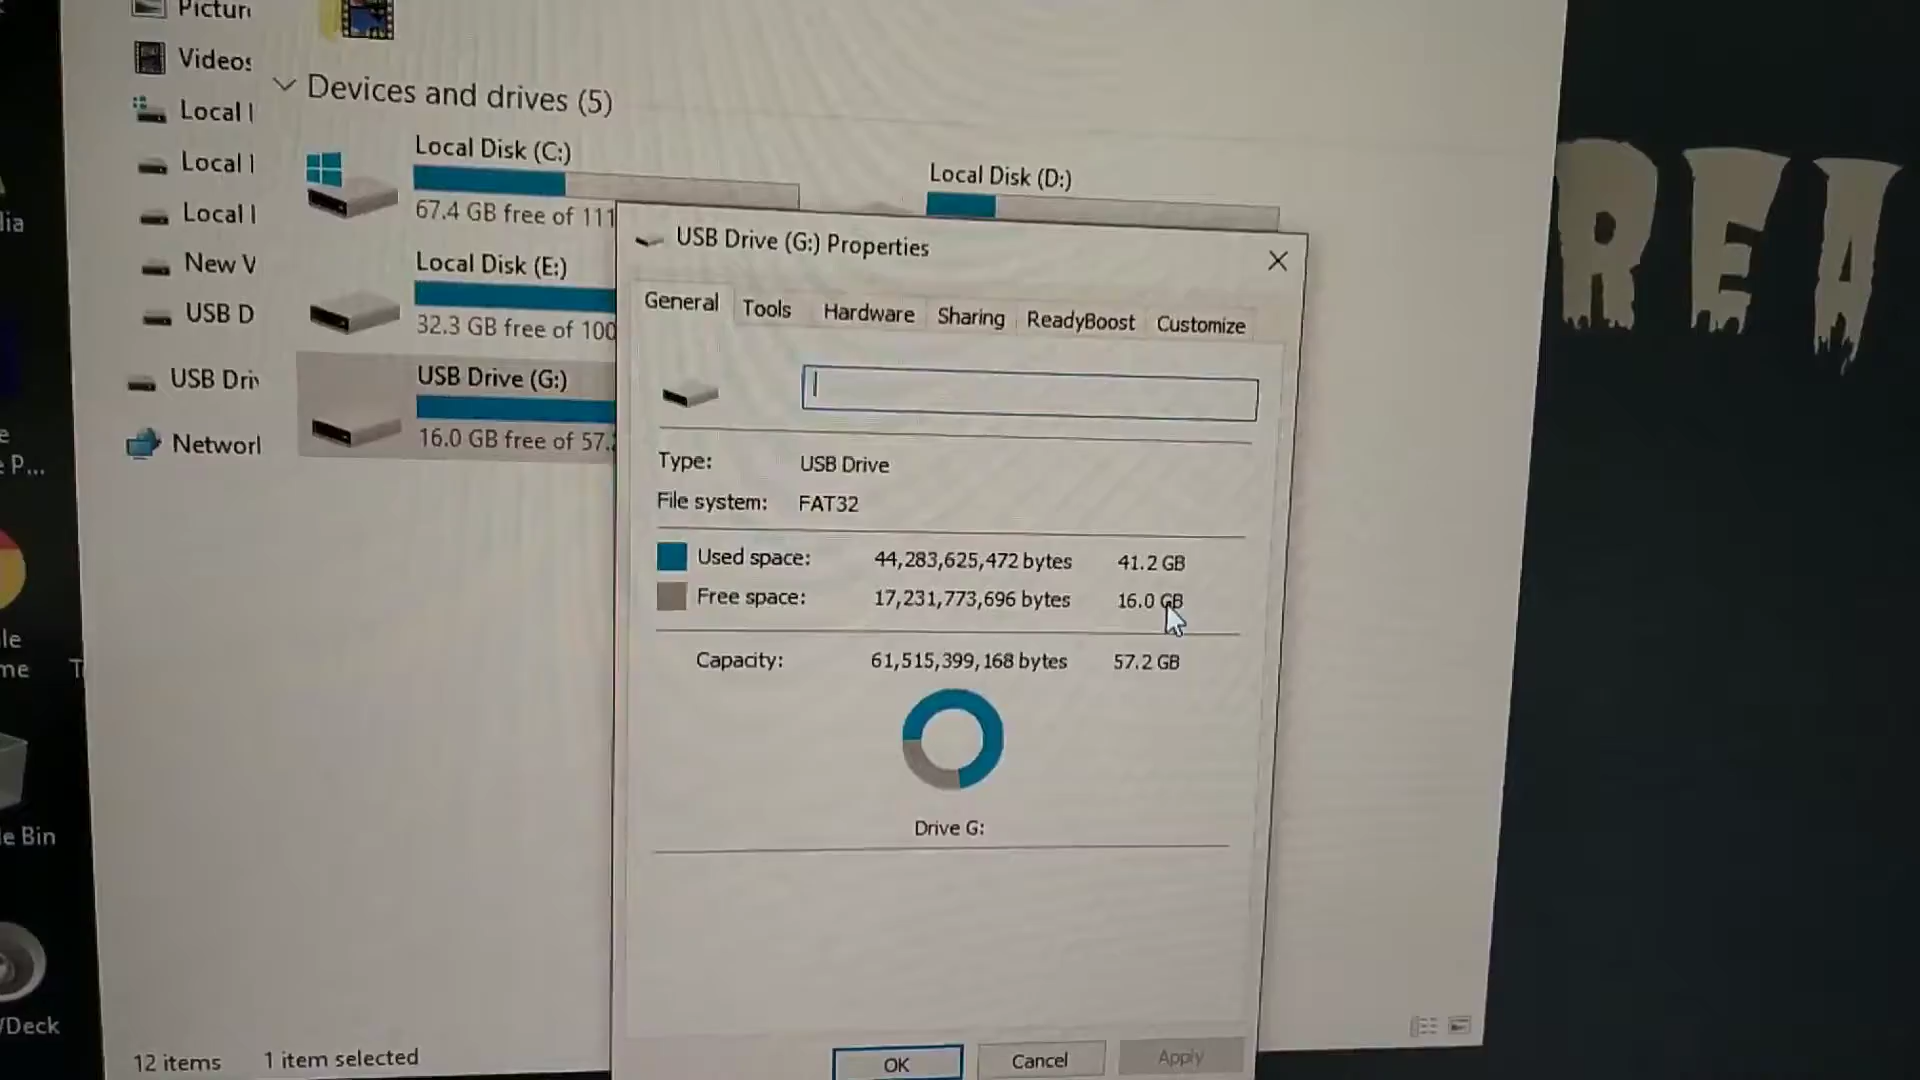 Videos
Devices and drives (5)
Local Disk (C:)
67.4 GB free of 111
Local Disk (D:)
Local Disk (E:)
32.3 GB free of 100
USB Drive (G:)
16.0 GB free of 57.
Local
Local
Local
New V
USB D
USB Driv
Network
USB Drive (G:) Properties
General Tools Hardware Sharing ReadyBoost Customize
Type: USB Drive
File system: FAT32
Used space: 44,283,625,472 bytes 41.2 GB
Free space: 17,231,773,696 bytes 16.0 GB
Capacity: 61,515,399,168 bytes 57.2 GB
Drive G:
OK Cancel Apply
12 items 1 item selected
REA
e Bin
/Deck